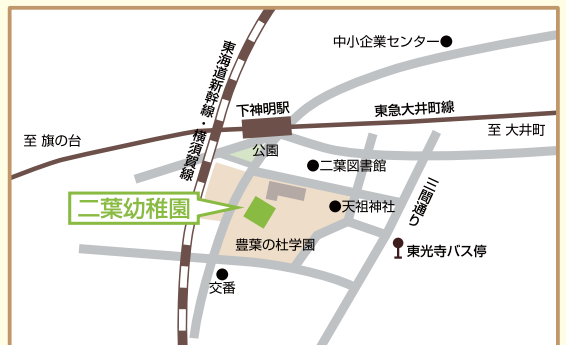 中小企業センター
東海道新幹線・横須賀線
下神明駅
東急大井町線
至 旗の台
至 大井町
公園
二葉図書館
二葉幼稚園
天祖神社
三間通り
豊葉の杜学園
東光寺バス停
交番